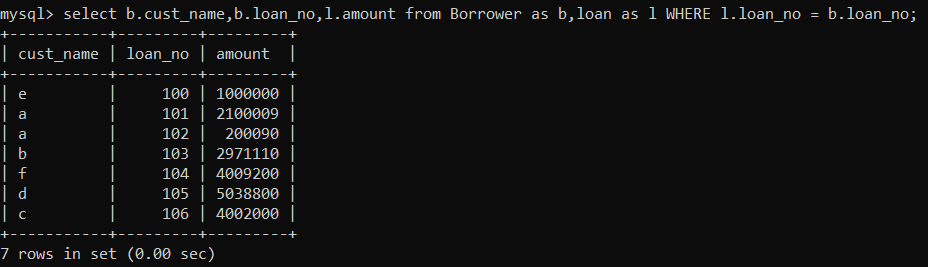 mysql> select b.cust_name,b.loan_no,l.amount from Borrower as b,loan as l WHERE l.loan_no = b.loan_no;
+-----------+---------+---------+
| cust_name | loan_no | amount  |
+-----------+---------+---------+
| e         |     100 | 1000000 |
| a         |     101 | 2100009 |
| a         |     102 |  200090 |
| b         |     103 | 2971110 |
| f         |     104 | 4009200 |
| d         |     105 | 5038800 |
| c         |     106 | 4002000 |
+-----------+---------+---------+
7 rows in set (0.00 sec)